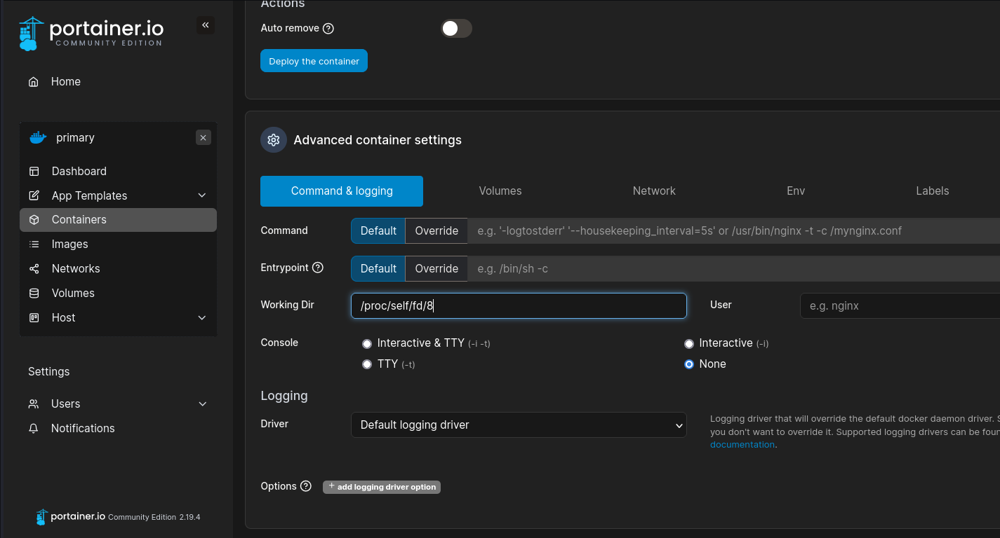 portainer.io
COMMUNITY EDITION
Home
primary
Dashboard
App Templates
Containers
Images
Networks
Volumes
Host
Settings
Users
Notifications
portainer.io Community Edition 2.19.4
Actions
Auto remove
Deploy the container
Advanced container settings
Command & logging Volumes Network Env Labels
Command Default Override e.g. '-logtostderr' '--housekeeping_interval=5s' or /usr/bin/nginx -t -c /mynginx.conf
Entrypoint Default Override e.g. /bin/sh -c
Working Dir /proc/self/fd/8 User e.g. nginx
Console Interactive & TTY (-i -t) Interactive (-i)
TTY (-t) None
Logging
Driver Default logging driver Logging driver that will override the default docker daemon driver.
you don't want to override it. Supported logging drivers can be
documentation.
Options + add logging driver option